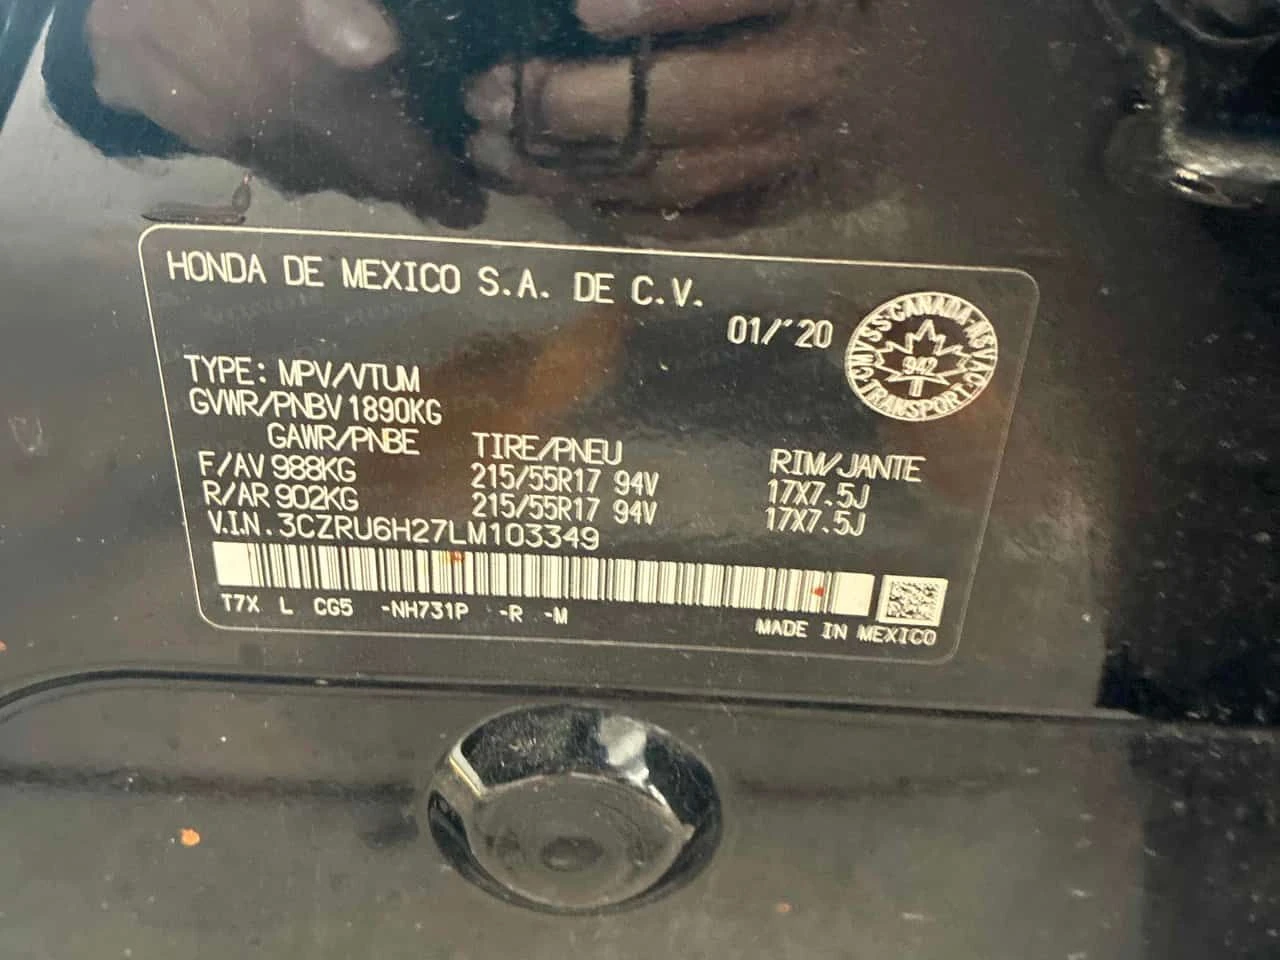 HONDA DE MEXICO S.A. DE C.V.
01/'20
CMVSS·CANADA·NSVAC·TRANSPORT·
942
TYPE: MPV/VTUM
GVWR/PNBV 1890KG
GAWR/PNBE TIRE/PNEU RIM/JANTE
F/AV 988KG 215/55R17 94V 17X7.5J
R/AR 902KG 215/55R17 94V 17X7.5J
V.I.N. 3CZRU6H27LM103349
T7X L CG5 -NH731P -R -M
MADE IN MEXICO